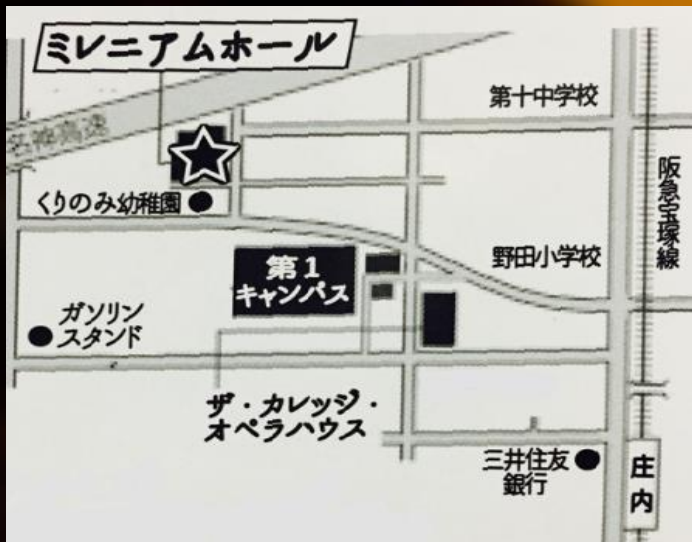 ミレニアムホール
第十中学校
名神高速
阪急宝塚線
くりのみ幼稚園
野田小学校
第1
キャンパス
ガソリン
スタンド
ザ・カレッジ・
オペラハウス
三井住友
銀行
庄内